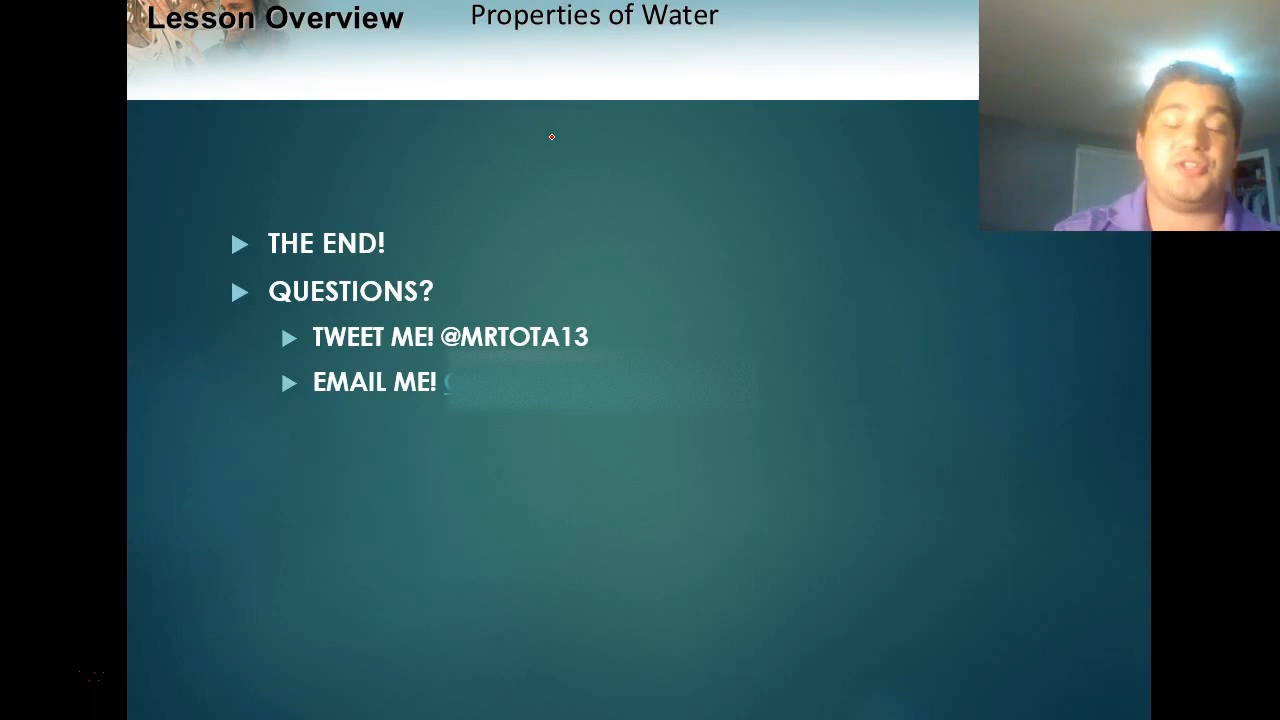 Lesson Overview
Properties of Water
THE END!
QUESTIONS?
TWEET ME! @MRTOTA13
EMAIL ME!